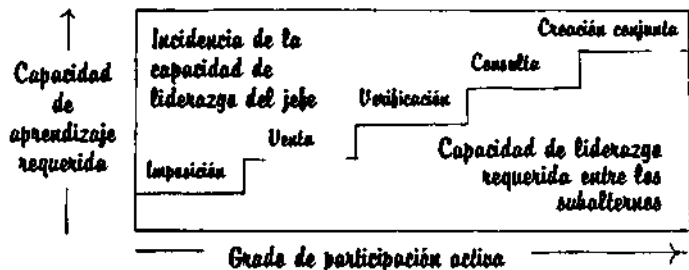 Capacidad
de
aprendizaje
requerida
Incidencia de la
capacidad de
liderazgo del jefe
Imposición
Venta
Verificación
Consulta
Creación conjunta
Capacidad de liderazgo
requerida entre los
subalternos
Grado de participación activa